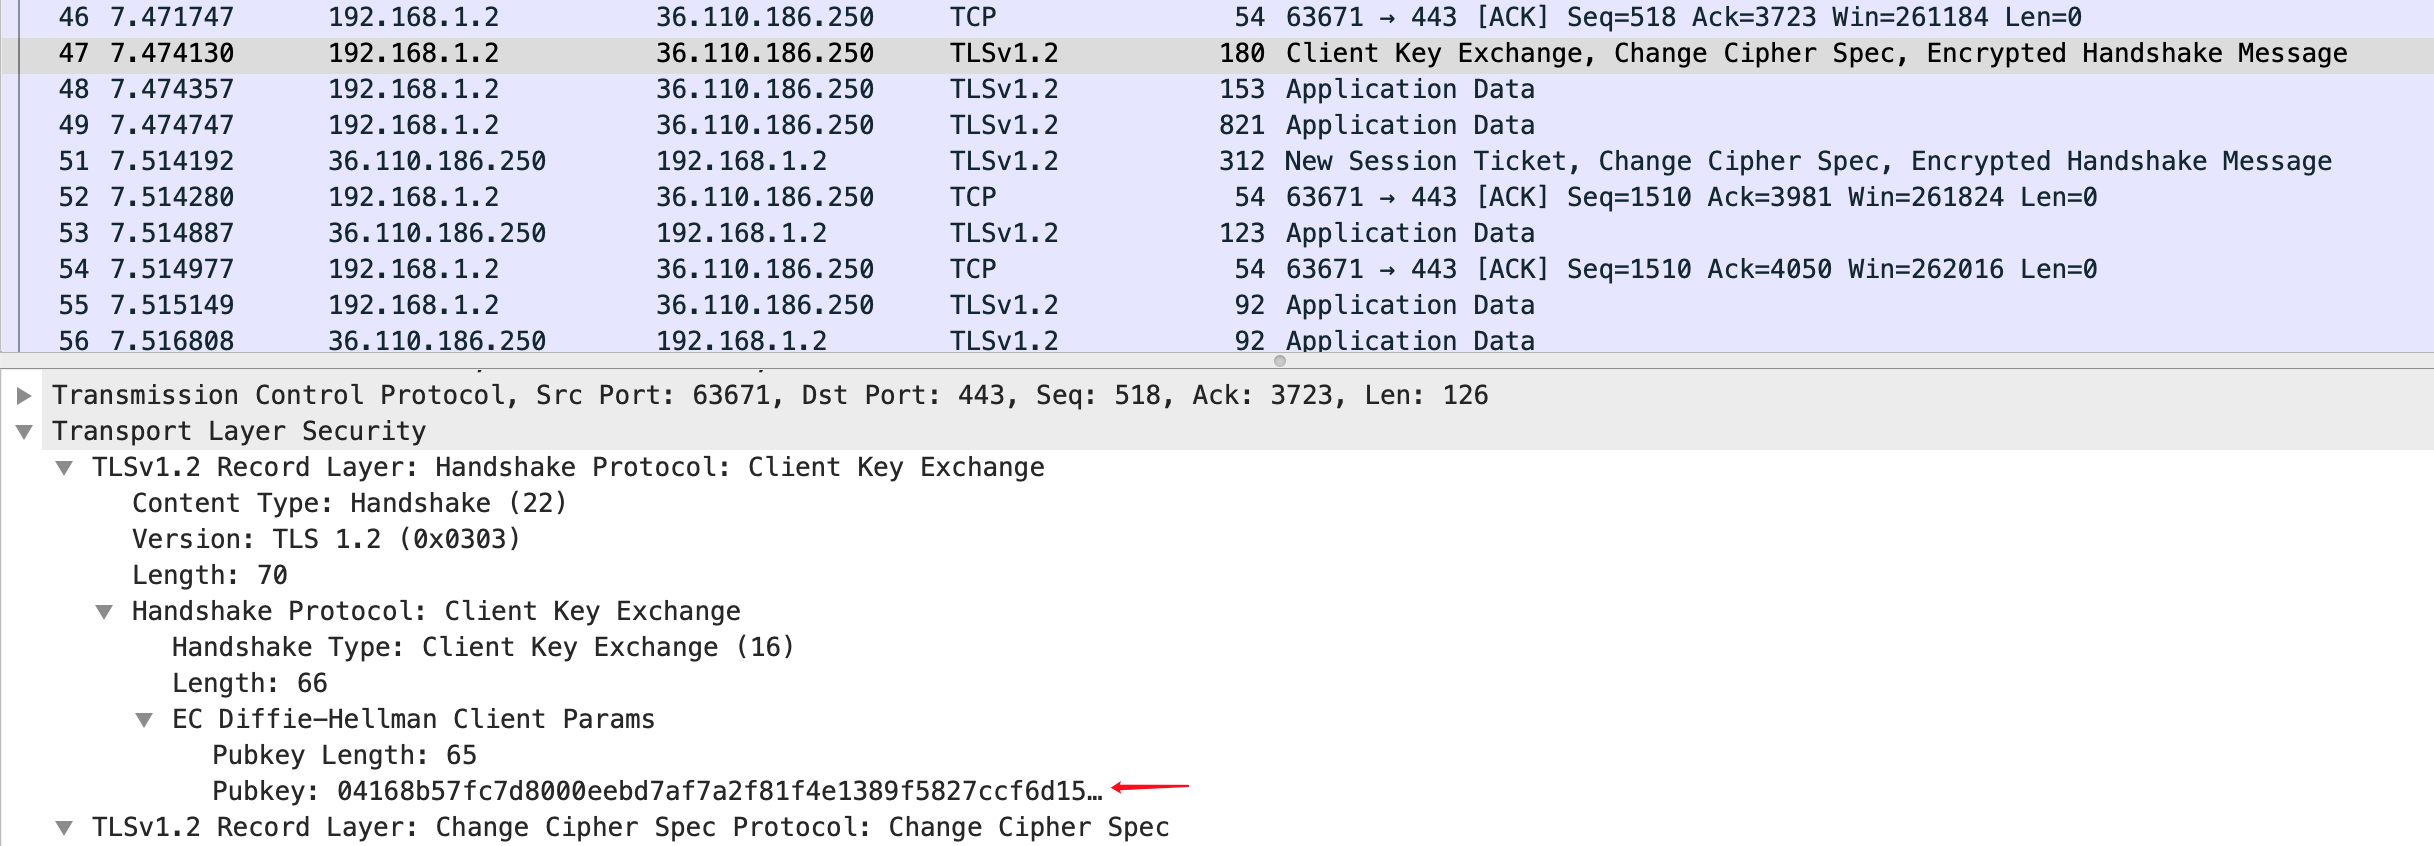 46 7.471747 192.168.1.2 36.110.186.250 TCP 54 63671 → 443 [ACK] Seq=518 Ack=3723 Win=261184 Len=0
47 7.474130 192.168.1.2 36.110.186.250 TLSv1.2 180 Client Key Exchange, Change Cipher Spec, Encrypted Handshake Message
48 7.474357 192.168.1.2 36.110.186.250 TLSv1.2 153 Application Data
49 7.474747 192.168.1.2 36.110.186.250 TLSv1.2 821 Application Data
51 7.514192 36.110.186.250 192.168.1.2 TLSv1.2 312 New Session Ticket, Change Cipher Spec, Encrypted Handshake Message
52 7.514280 192.168.1.2 36.110.186.250 TCP 54 63671 → 443 [ACK] Seq=1510 Ack=3981 Win=261824 Len=0
53 7.514887 36.110.186.250 192.168.1.2 TLSv1.2 123 Application Data
54 7.514977 192.168.1.2 36.110.186.250 TCP 54 63671 → 443 [ACK] Seq=1510 Ack=4050 Win=262016 Len=0
55 7.515149 192.168.1.2 36.110.186.250 TLSv1.2 92 Application Data
56 7.516808 36.110.186.250 192.168.1.2 TLSv1.2 92 Application Data
Transmission Control Protocol, Src Port: 63671, Dst Port: 443, Seq: 518, Ack: 3723, Len: 126
Transport Layer Security
TLSv1.2 Record Layer: Handshake Protocol: Client Key Exchange
Content Type: Handshake (22)
Version: TLS 1.2 (0x0303)
Length: 70
Handshake Protocol: Client Key Exchange
Handshake Type: Client Key Exchange (16)
Length: 66
EC Diffie-Hellman Client Params
Pubkey Length: 65
Pubkey: 04168b57fc7d8000eebd7af7a2f81f4e1389f5827ccf6d15…
TLSv1.2 Record Layer: Change Cipher Spec Protocol: Change Cipher Spec